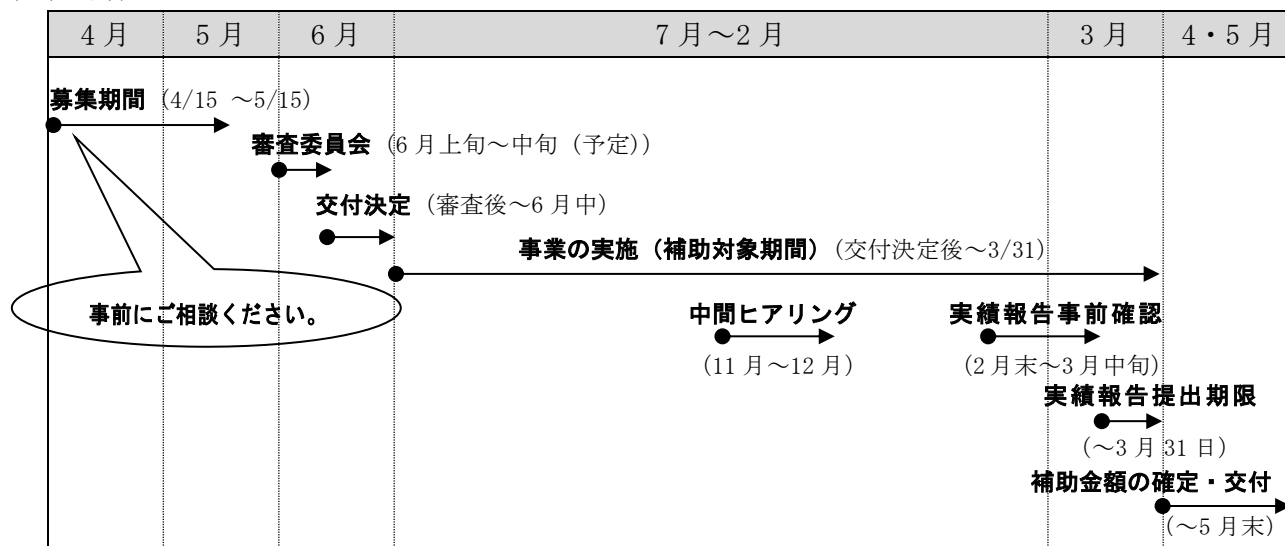 4月 5月 6月 7月～2月 3月 4・5月
募集期間（4/15 ～5/15）
審査委員会（6月上旬～中旬（予定））
交付決定（審査後～6月中）
事業の実施（補助対象期間）（交付決定後～3/31）
事前にご相談ください。
中間ヒアリング
（11月～12月）
実績報告事前確認
（2月末～3月中旬）
実績報告提出期限
（～3月31日）
補助金額の確定・交付
（～5月末）